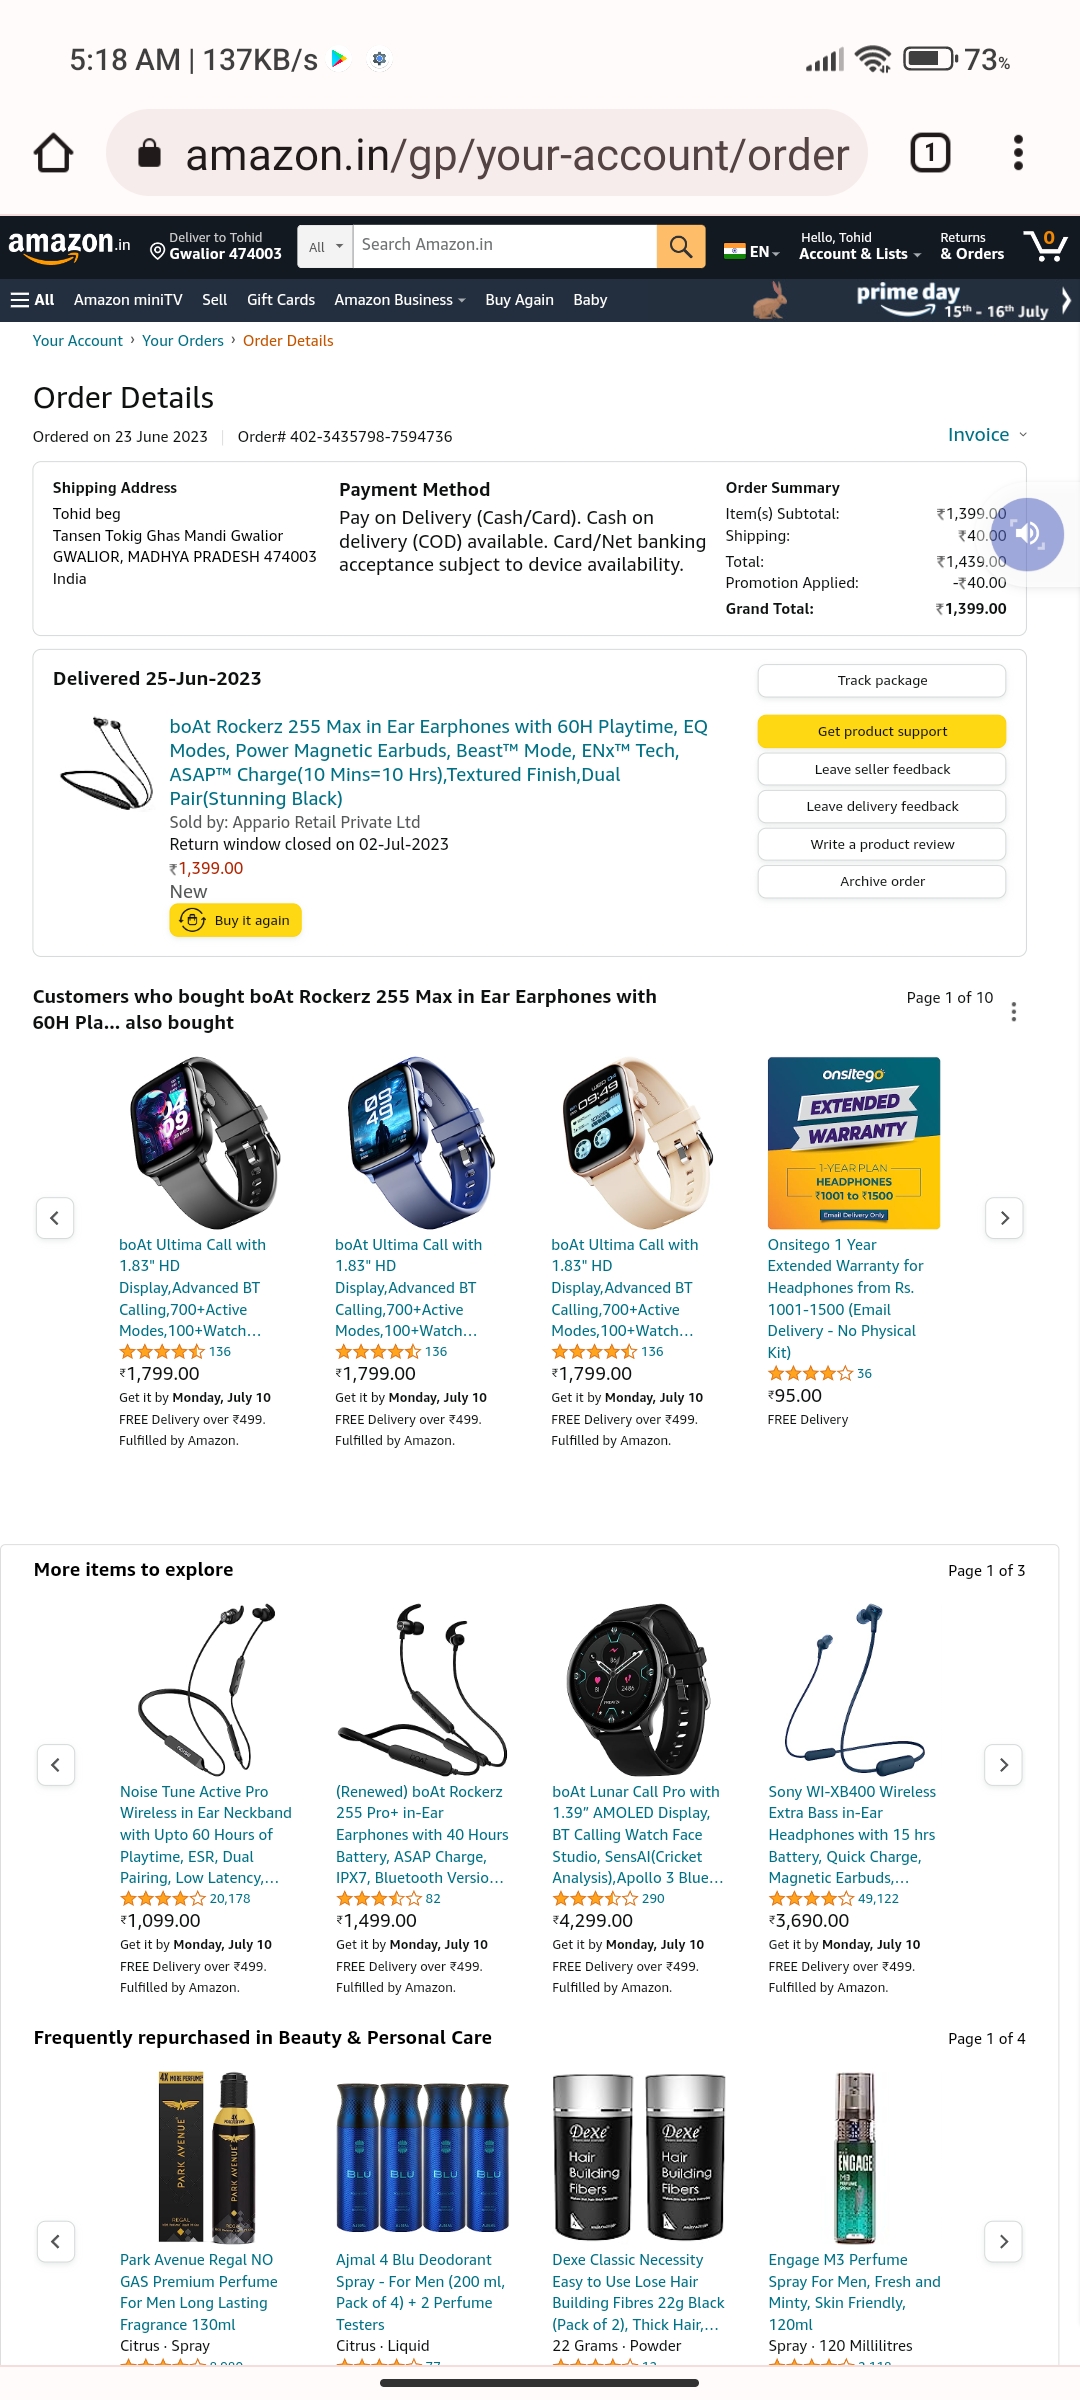 5:18 AM | 137KB/s
73%
amazon.in/gp/your-account/order
1
amazon.in
Deliver to Tohid
Gwalior 474003
All
Search Amazon.in
EN
Hello, Tohid
Account & Lists
Returns
& Orders
0
All
Amazon miniTV
Sell
Gift Cards
Amazon Business
Buy Again
Baby
prime day
15th - 16th July
Your Account › Your Orders › Order Details
Order Details
Ordered on 23 June 2023
Order# 402-3435798-7594736
Invoice
Shipping Address
Tohid beg
Tansen Tokig Ghas Mandi Gwalior
GWALIOR, MADHYA PRADESH 474003
India
Payment Method
Pay on Delivery (Cash/Card). Cash on
delivery (COD) available. Card/Net banking
acceptance subject to device availability.
Order Summary
Item(s) Subtotal: ₹1,399.00
Shipping: ₹40.00
Total: ₹1,439.00
Promotion Applied: -₹40.00
Grand Total: ₹1,399.00
Delivered 25-Jun-2023
boAt Rockerz 255 Max in Ear Earphones with 60H Playtime, EQ
Modes, Power Magnetic Earbuds, Beast™ Mode, ENx™ Tech,
ASAP™ Charge(10 Mins=10 Hrs),Textured Finish,Dual
Pair(Stunning Black)
Sold by: Appario Retail Private Ltd
Return window closed on 02-Jul-2023
₹1,399.00
New
Buy it again
Track package
Get product support
Leave seller feedback
Leave delivery feedback
Write a product review
Archive order
Customers who bought boAt Rockerz 255 Max in Ear Earphones with
60H Pla... also bought
Page 1 of 10
boAt Ultima Call with
1.83" HD
Display,Advanced BT
Calling,700+Active
Modes,100+Watch...
136
₹1,799.00
Get it by Monday, July 10
FREE Delivery over ₹499.
Fulfilled by Amazon.
boAt Ultima Call with
1.83" HD
Display,Advanced BT
Calling,700+Active
Modes,100+Watch...
136
₹1,799.00
Get it by Monday, July 10
FREE Delivery over ₹499.
Fulfilled by Amazon.
09:49
boAt Ultima Call with
1.83" HD
Display,Advanced BT
Calling,700+Active
Modes,100+Watch...
136
₹1,799.00
Get it by Monday, July 10
FREE Delivery over ₹499.
Fulfilled by Amazon.
onsitego
EXTENDED
WARRANTY
1-YEAR PLAN
HEADPHONES
₹1001 to ₹1500
Email Delivery Only
Onsitego 1 Year
Extended Warranty for
Headphones from Rs.
1001-1500 (Email
Delivery - No Physical
Kit)
36
₹95.00
FREE Delivery
More items to explore
Page 1 of 3
Noise Tune Active Pro
Wireless in Ear Neckband
with Upto 60 Hours of
Playtime, ESR, Dual
Pairing, Low Latency,...
20,178
₹1,099.00
Get it by Monday, July 10
FREE Delivery over ₹499.
Fulfilled by Amazon.
(Renewed) boAt Rockerz
255 Pro+ in-Ear
Earphones with 40 Hours
Battery, ASAP Charge,
IPX7, Bluetooth Versio...
82
₹1,499.00
Get it by Monday, July 10
FREE Delivery over ₹499.
Fulfilled by Amazon.
boAt Lunar Call Pro with
1.39” AMOLED Display,
BT Calling Watch Face
Studio, SensAI(Cricket
Analysis),Apollo 3 Blue...
290
₹4,299.00
Get it by Monday, July 10
FREE Delivery over ₹499.
Fulfilled by Amazon.
Sony WI-XB400 Wireless
Extra Bass in-Ear
Headphones with 15 hrs
Battery, Quick Charge,
Magnetic Earbuds,...
49,122
₹3,690.00
Get it by Monday, July 10
FREE Delivery over ₹499.
Fulfilled by Amazon.
Frequently repurchased in Beauty & Personal Care
Page 1 of 4
4X MORE PERFUME
PARK AVENUE
REGAL
PARK AVENUE
Park Avenue Regal NO
GAS Premium Perfume
For Men Long Lasting
Fragrance 130ml
Citrus · Spray
BLU
BLU
BLU
BLU
Ajmal 4 Blu Deodorant
Spray - For Men (200 ml,
Pack of 4) + 2 Perfume
Testers
Citrus · Liquid
Dexe
Hair
Building
Fibers
Dexe
Hair
Building
Fibers
Dexe Classic Necessity
Easy to Use Lose Hair
Building Fibres 22g Black
(Pack of 2), Thick Hair,...
22 Grams · Powder
ENGAGE
M3
Engage M3 Perfume
Spray For Men, Fresh and
Minty, Skin Friendly,
120ml
Spray · 120 Millilitres